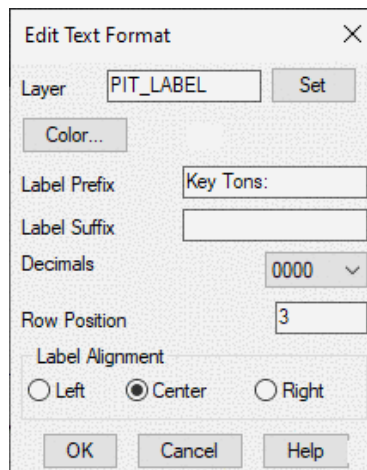 Edit Text Format
Layer PIT_LABEL Set
Color...
Label Prefix Key Tons:
Label Suffix
Decimals 0000
Row Position 3
Label Alignment
Left Center Right
OK Cancel Help